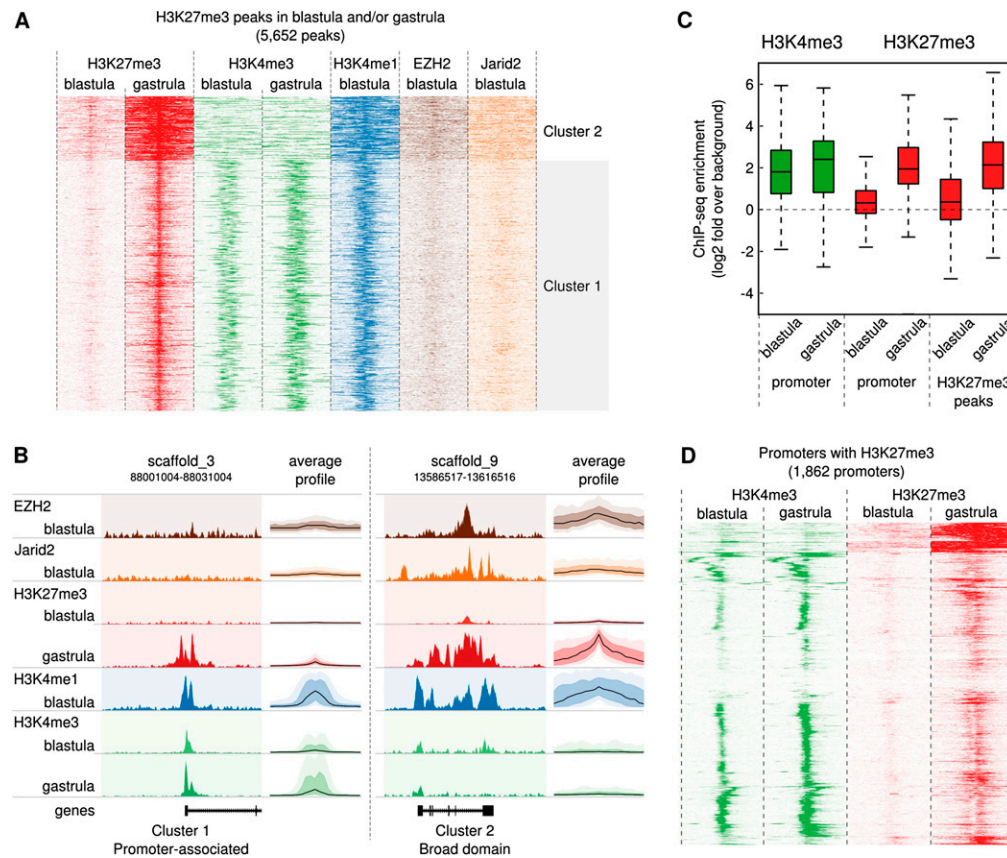 A
H3K27me3 peaks in blastula and/or gastrula
(5,652 peaks)
H3K27me3 H3K4me3 H3K4me1 EZH2 Jarid2
blastula gastrula blastula gastrula blastula blastula blastula
Cluster 2
Cluster 1
B
scaffold_3 average scaffold_9 average
88001004-88031004 profile 13586517-13616516 profile
EZH2
blastula
Jarid2
blastula
H3K27me3
blastula
gastrula
H3K4me1
blastula
H3K4me3
blastula
gastrula
genes
Cluster 1 Cluster 2
Promoter-associated Broad domain
C
H3K4me3 H3K27me3
ChIP-seq enrichment
(log2 fold over background)
6
4
2
0
-2
-4
blastula gastrula blastula gastrula blastula gastrula
promoter promoter H3K27me3
peaks
D
Promoters with H3K27me3
(1,862 promoters)
H3K4me3 H3K27me3
blastula gastrula blastula gastrula